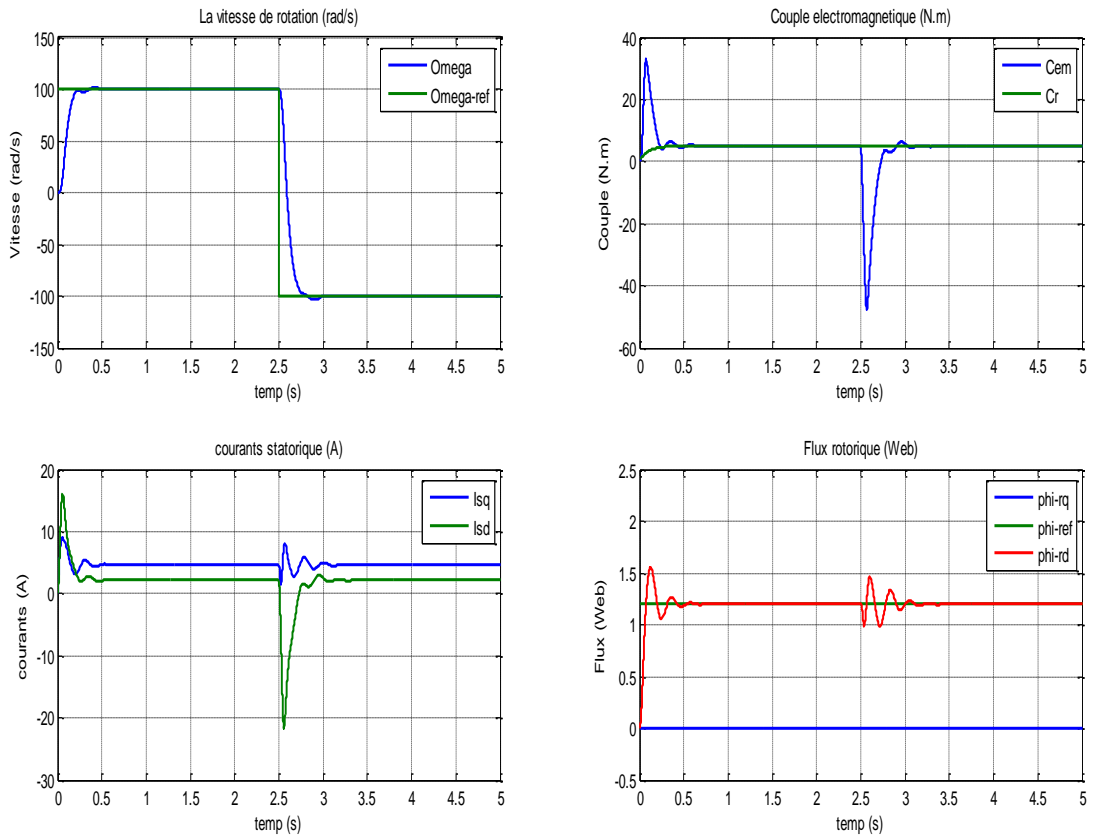 La vitesse de rotation (rad/s)
150
100
50
0
-50
-100
-150
Vitesse (rad/s)
Omega
Omega-ref
0 0.5 1 1.5 2 2.5 3 3.5 4 4.5 5
temp (s)
Couple electromagnetique (N.m)
40
20
0
-20
-40
-60
Couple (N.m)
Cem
Cr
0 0.5 1 1.5 2 2.5 3 3.5 4 4.5 5
temp (s)
courants statorique (A)
20
10
0
-10
-20
-30
courants (A)
Isq
Isd
0 0.5 1 1.5 2 2.5 3 3.5 4 4.5 5
temp (s)
Flux rotorique (Web)
2.5
2
1.5
1
0.5
0
-0.5
Flux (Web)
phi-rq
phi-ref
phi-rd
0 0.5 1 1.5 2 2.5 3 3.5 4 4.5 5
temp (s)